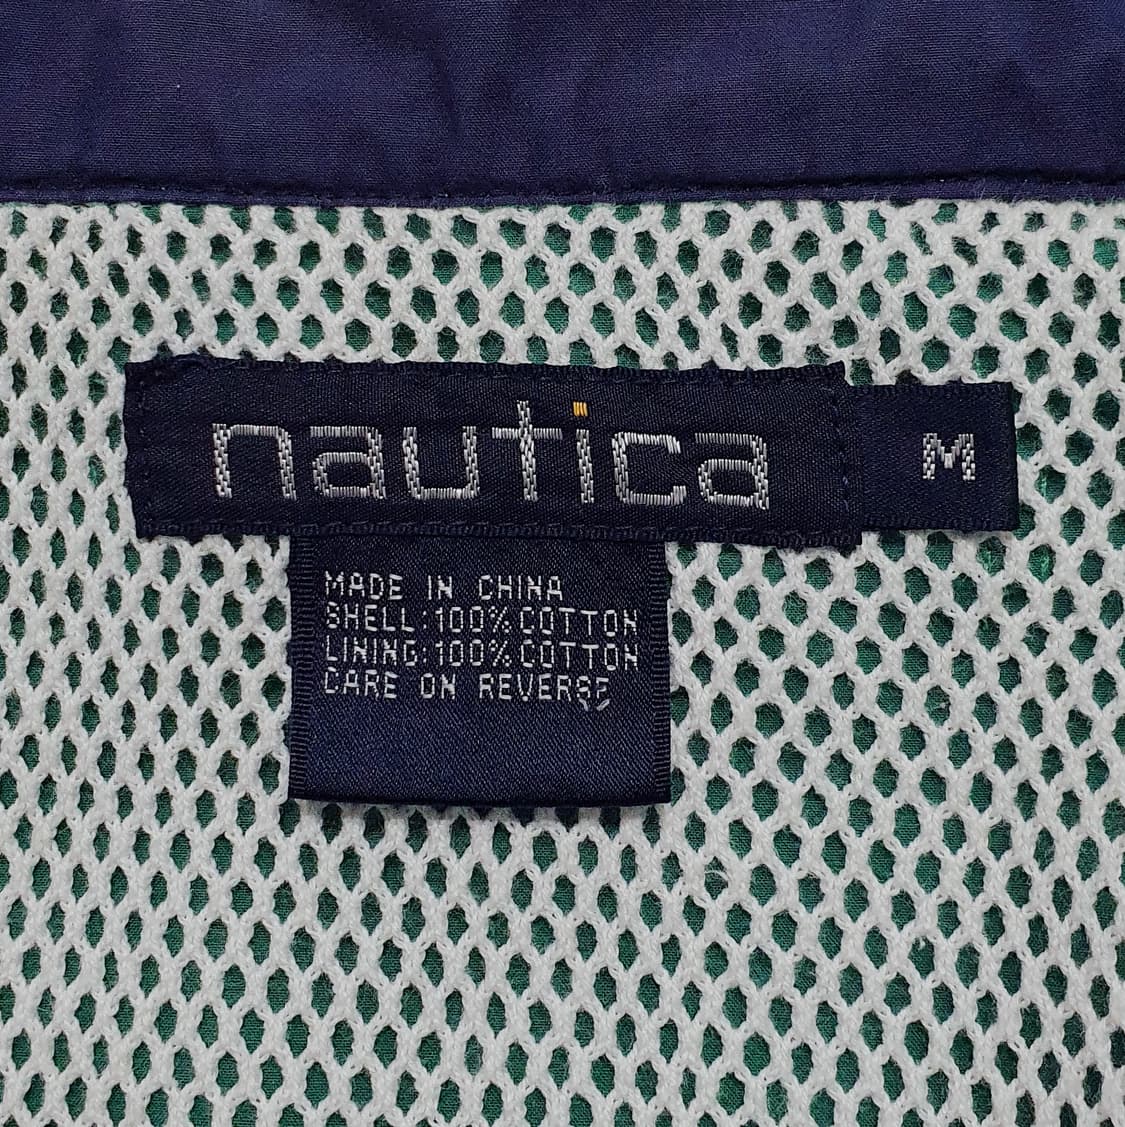 nautica
M
MADE IN CHINA
SHELL:100% COTTON
LINING:100% COTTON
CARE ON REVERSE